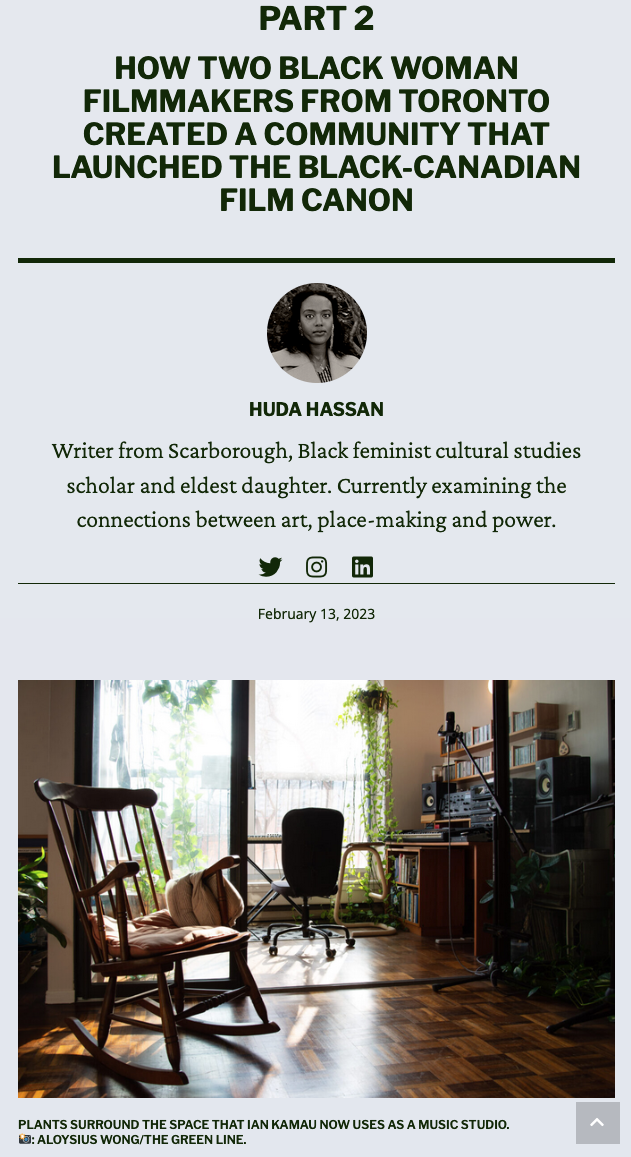 PART 2
HOW TWO BLACK WOMAN
FILMMAKERS FROM TORONTO
CREATED A COMMUNITY THAT
LAUNCHED THE BLACK-CANADIAN
FILM CANON
HUDA HASSAN
Writer from Scarborough, Black feminist cultural studies
scholar and eldest daughter. Currently examining the
connections between art, place-making and power.
February 13, 2023
PLANTS SURROUND THE SPACE THAT IAN KAMAU NOW USES AS A MUSIC STUDIO.
📸: ALOYSIUS WONG/THE GREEN LINE.